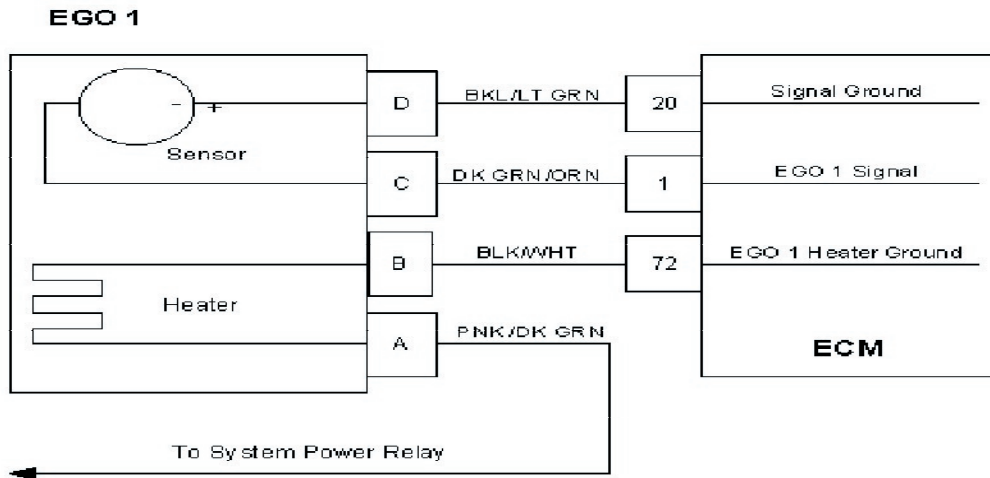 EGO 1
D BKL/LT GRN 20 Signal Ground
- +
Sensor
C DK GRN/ORN 1 EGO 1 Signal
B BLK/WHT 72 EGO 1 Heater Ground
Heater
A PNK/DK GRN
ECM
To System Power Relay